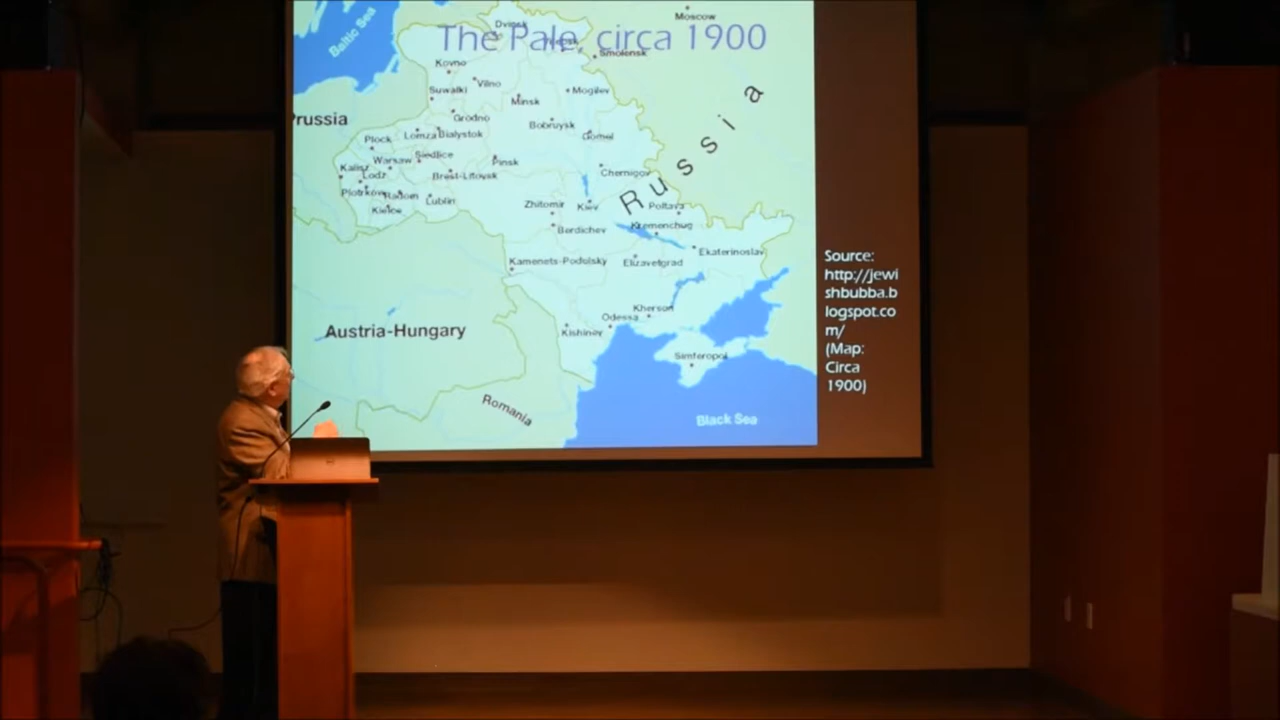 Moscow
Baltic Sea
Dvinsk
The Pale, circa 1900
Smolensk
Kovno
Vilno
Suwalki
Mogilev
Minsk
Prussia
Grodno
Bobruysk
Plock
Lomza
Bialystok
Gomel
Russia
Warsaw
Siedlice
Pinsk
Kalisz
Lodz
Brest-Litovsk
Chernigov
Piotrkow
Radom
Lublin
Kielce
Zhitomir
Kiev
Poltava
Berdichev
Kremenchug
Ekaterinoslav
Kamenets-Podolsky
Elizavetgrad
Kherson
Odessa
Kishinev
Austria-Hungary
Simferopol
Romania
Black Sea
Source:
http://jewi
shbubba.b
logspot.co
m/
(Map:
Circa
1900)